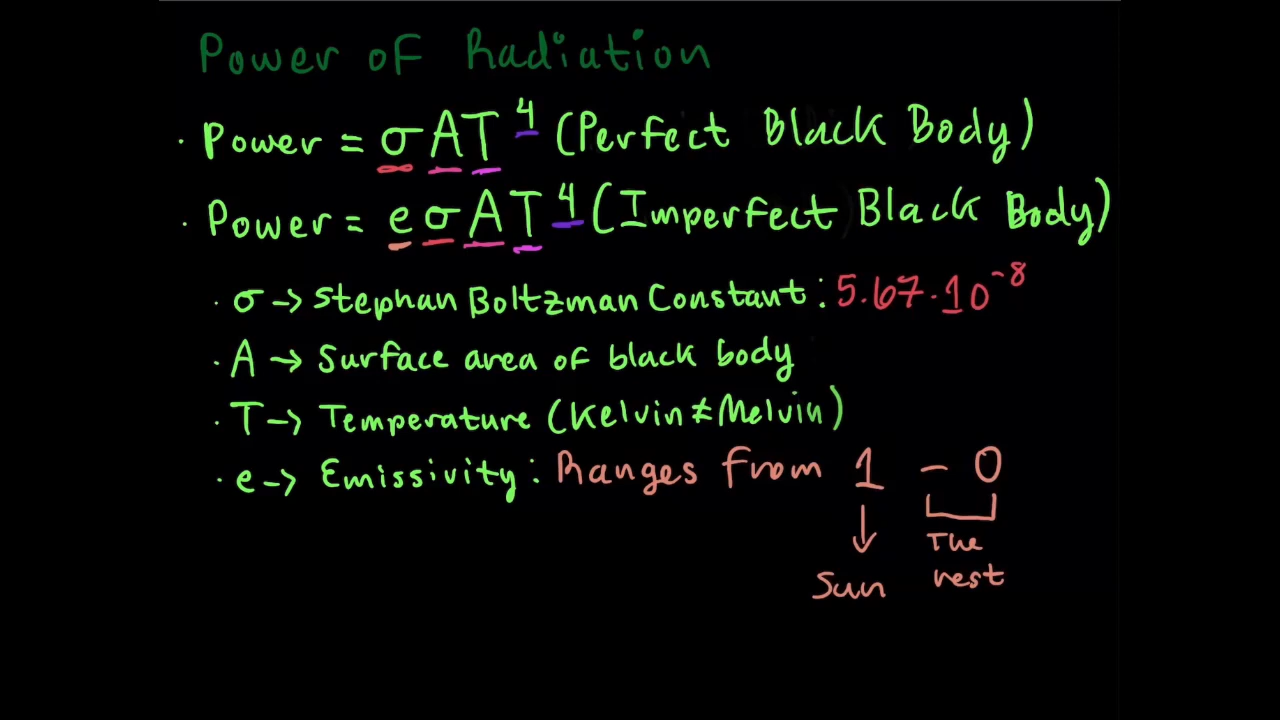 Power of Radiation
· Power = σAT⁴ (Perfect Black Body)
· Power = eσAT⁴ (Imperfect Black Body)
· σ → Stephan Boltzman Constant: 5.67·10⁻⁸
· A → Surface area of black body
· T → Temperature (Kelvin ≠ Melvin)
· e → Emissivity: Ranges from 1 – 0
↓ The
Sun rest